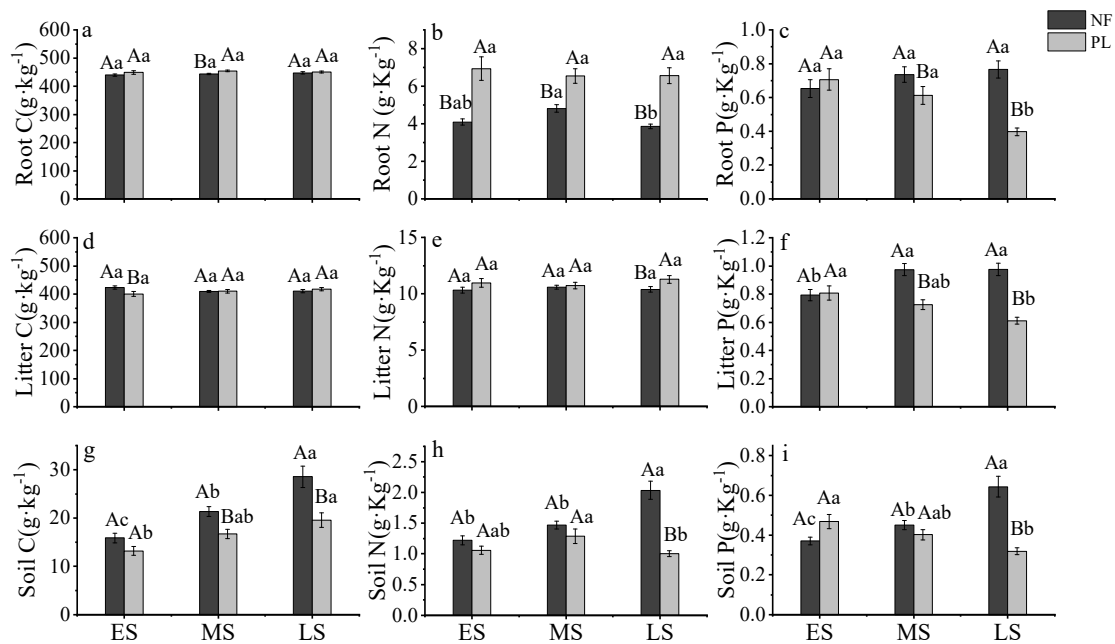 NF
PL
a
Root C(g·kg⁻¹)
600
500
400
300
200
100
0
Aa Aa
Ba Aa
Aa Aa
b
Root N (g·Kg⁻¹)
8
6
4
2
0
Bab Aa
Aa
Ba
Bb Aa
c
Root P(g·Kg⁻¹)
1.0
0.8
0.6
0.4
0.2
0.0
Aa Aa
Aa Ba
Aa Bb
d
Litter C(g·kg⁻¹)
600
500
400
300
200
100
0
Aa Ba
Aa Aa
Aa Aa
e
Litter N(g·Kg⁻¹)
15
10
5
0
Aa Aa
Aa Aa
Ba Aa
f
Litter P(g·Kg⁻¹)
1.2
1.0
0.8
0.6
0.4
0.2
0.0
Ab Aa
Aa Bab
Aa Bb
g
Soil C(g·kg⁻¹)
30
20
10
0
Ac Ab
Ab Bab
Aa Ba
ES MS LS
h
Soil N(g·Kg⁻¹)
2.5
2.0
1.5
1.0
0.5
0.0
Ab Aab
Ab Aa
Aa Bb
ES MS LS
i
Soil P(g·Kg⁻¹)
0.8
0.6
0.4
0.2
0.0
Ac Aa
Ab Aab
Aa Bb
ES MS LS